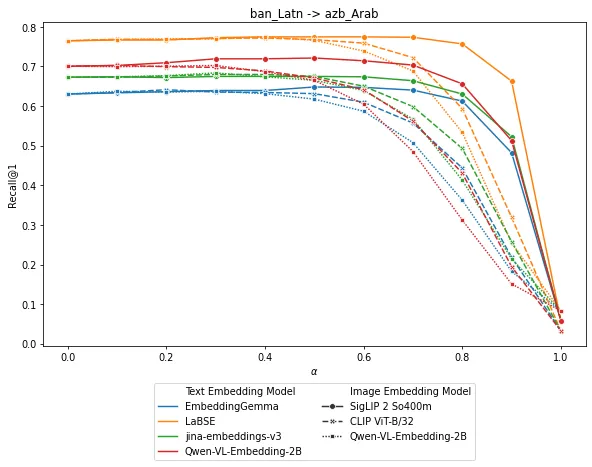 ban_Latn -> azb_Arab
Recall@1
0.8
0.7
0.6
0.5
0.4
0.3
0.2
0.1
0.0
0.0 0.2 0.4 0.6 0.8 1.0
α
Text Embedding Model
EmbeddingGemma
LaBSE
jina-embeddings-v3
Qwen-VL-Embedding-2B
Image Embedding Model
SigLIP 2 So400m
CLIP ViT-B/32
Qwen-VL-Embedding-2B